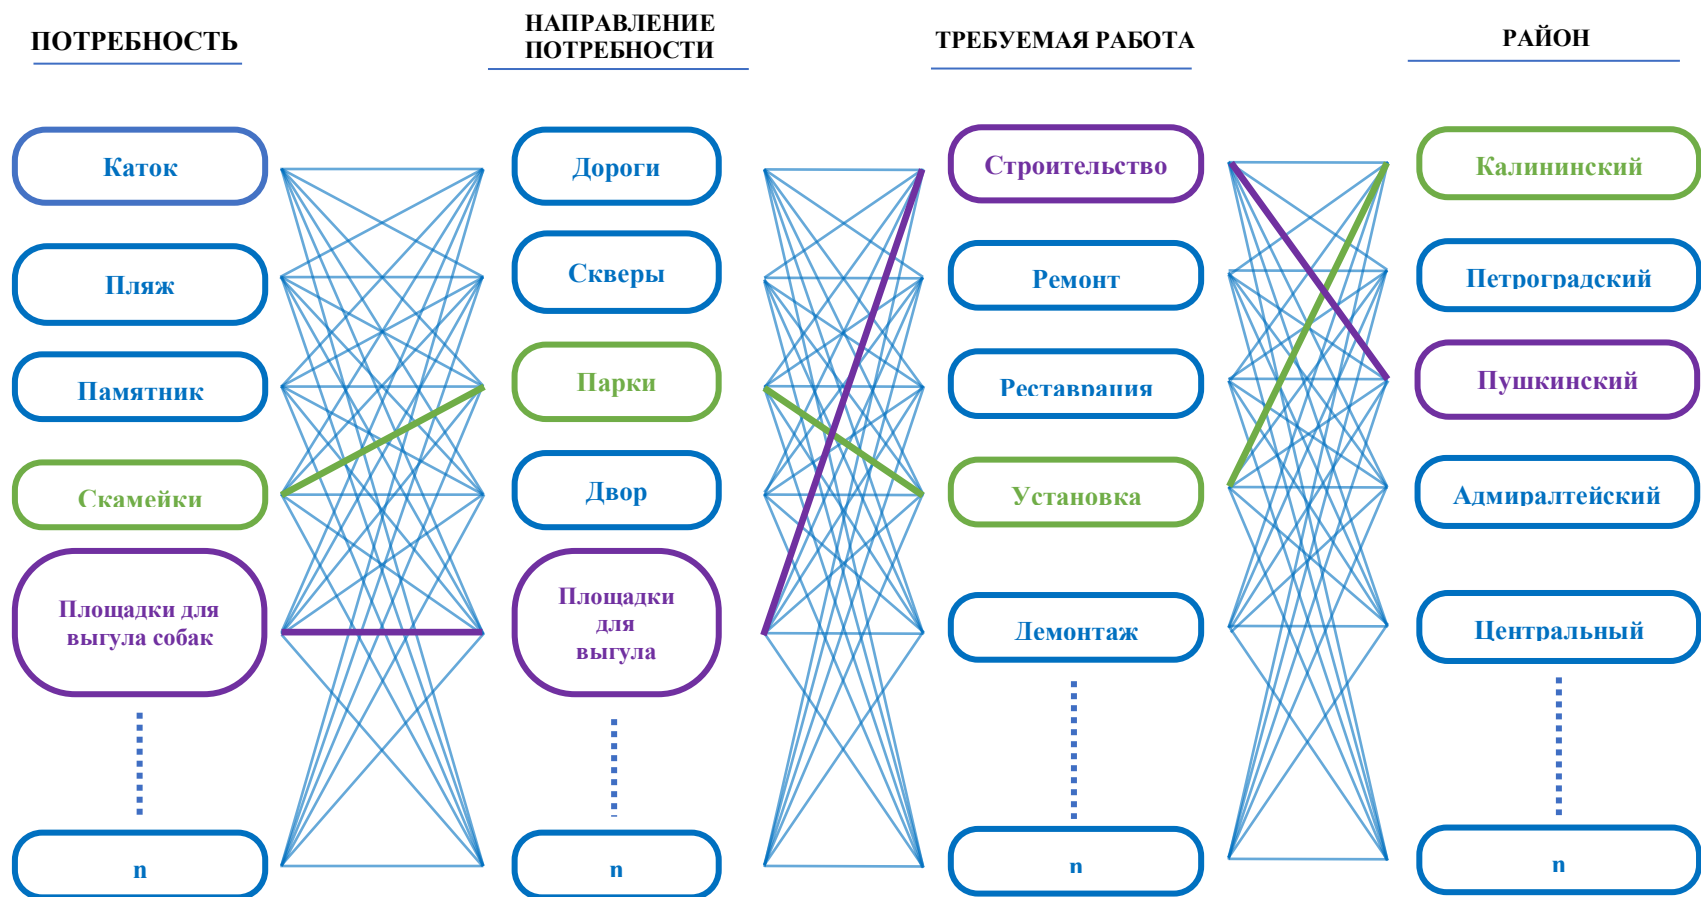 ПОТРЕБНОСТЬ
НАПРАВЛЕНИЕ
ПОТРЕБНОСТИ
ТРЕБУЕМАЯ РАБОТА
РАЙОН
Каток
Пляж
Памятник
Скамейки
Площадки для
выгула собак
n
Дороги
Скверы
Парки
Двор
Площадки
для
выгула
n
Строительство
Ремонт
Реставрация
Установка
Демонтаж
n
Калининский
Петроградский
Пушкинский
Адмиралтейский
Центральный
n